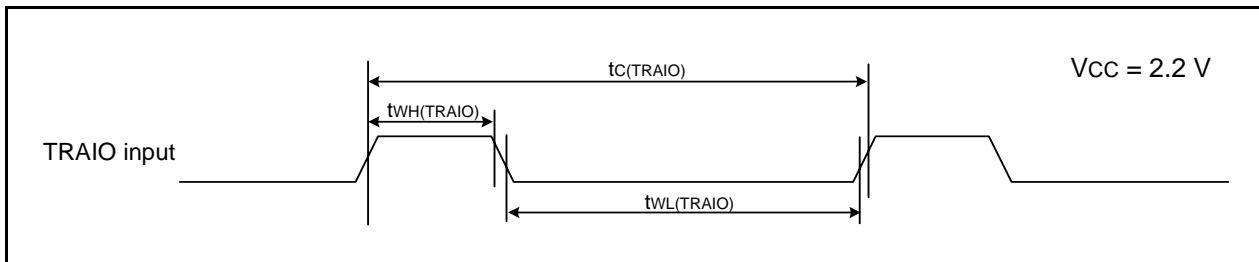 tC(TRAIO)
VCC = 2.2 V
tWH(TRAIO)
TRAIO input
tWL(TRAIO)